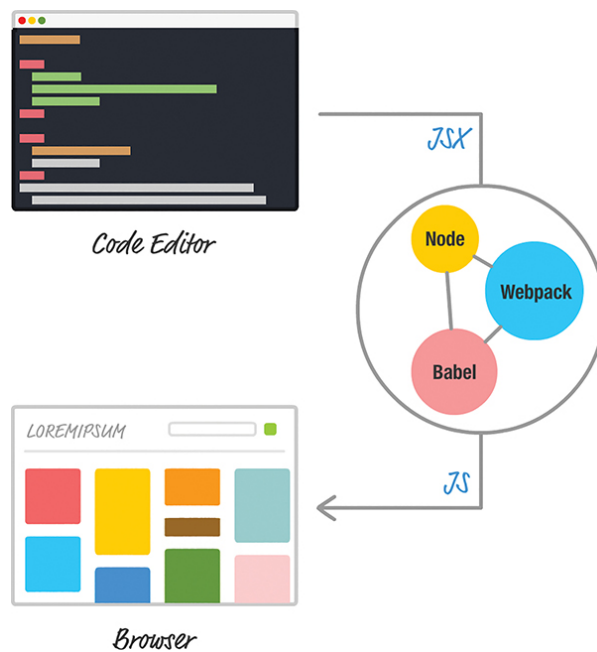 JSX
Code Editor
Node
Webpack
Babel
LOREMIPSUM
JS
Browser